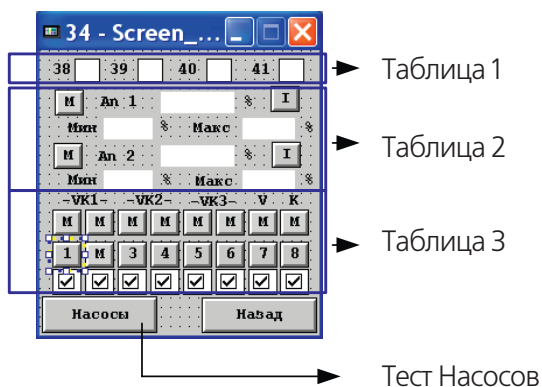 34 - Screen_...
38 39 40 41
Таблица 1
M An 1 % I
Мин % Макс %
Таблица 2
M An 2 % I
Мин % Макс %
-VK1- -VK2- -VK3- V K
M M M M M M M M
Таблица 3
1 M 3 4 5 6 7 8
Насосы Назад
Тест Насосов